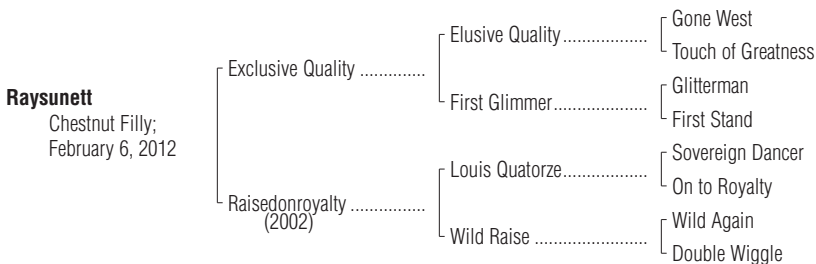 Raysunett
Chestnut Filly;
February 6, 2012
Exclusive Quality ..............
Raisedonroyalty ................
(2002)
Elusive Quality ....................
First Glimmer ......................
Louis Quatorze ....................
Wild Raise ...........................
Gone West
Touch of Greatness
Glitterman
First Stand
Sovereign Dancer
On to Royalty
Wild Again
Double Wiggle